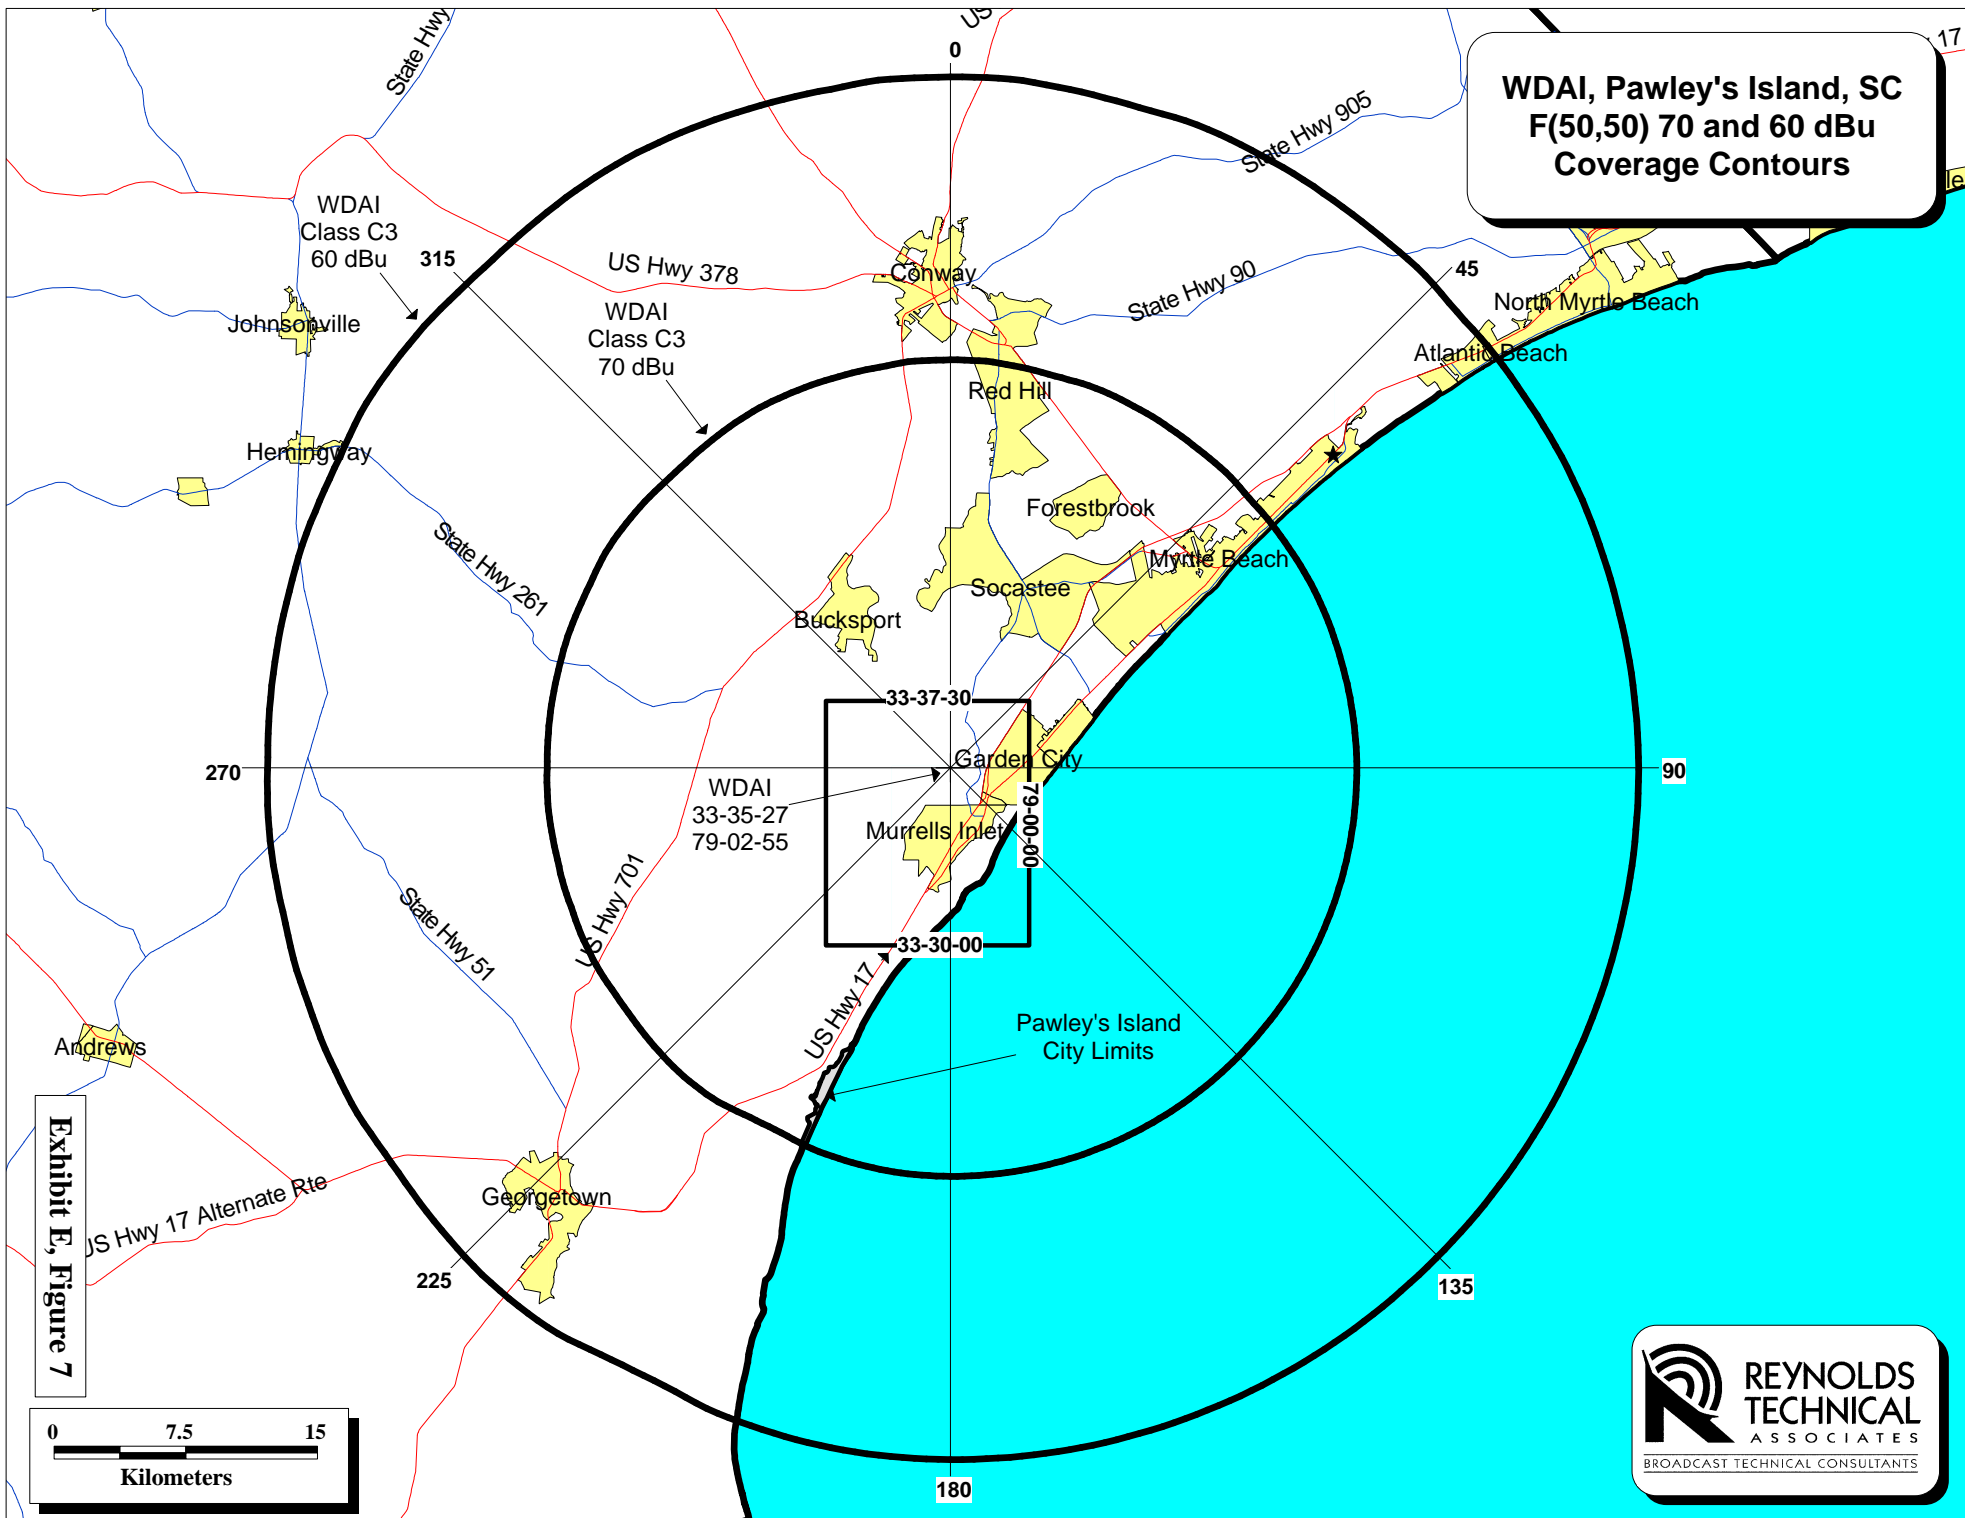 State Hwy
US
0
17
WDAI, Pawley's Island, SC
F(50,50) 70 and 60 dBu
Coverage Contours
State Hwy 905
WDAI
Class C3
60 dBu
315
US Hwy 378
Conway
State Hwy 90
45
North Myrtle Beach
Johnsonville
WDAI
Class C3
70 dBu
Atlantic Beach
Red Hill
Hemingway
Forestbrook
State Hwy 261
Myrtle Beach
Socastee
Bucksport
33-37-30
270
Garden City
90
WDAI
33-35-27
79-02-55
79-00-00
Murrells Inlet
US Hwy 701
State Hwy 51
33-30-00
US Hwy 17
Pawley's Island
City Limits
Andrews
Exhibit E, Figure 7
US Hwy 17 Alternate Rte
Georgetown
225
135
0 7.5 15
Kilometers
180
REYNOLDS
TECHNICAL
ASSOCIATES
BROADCAST TECHNICAL CONSULTANTS